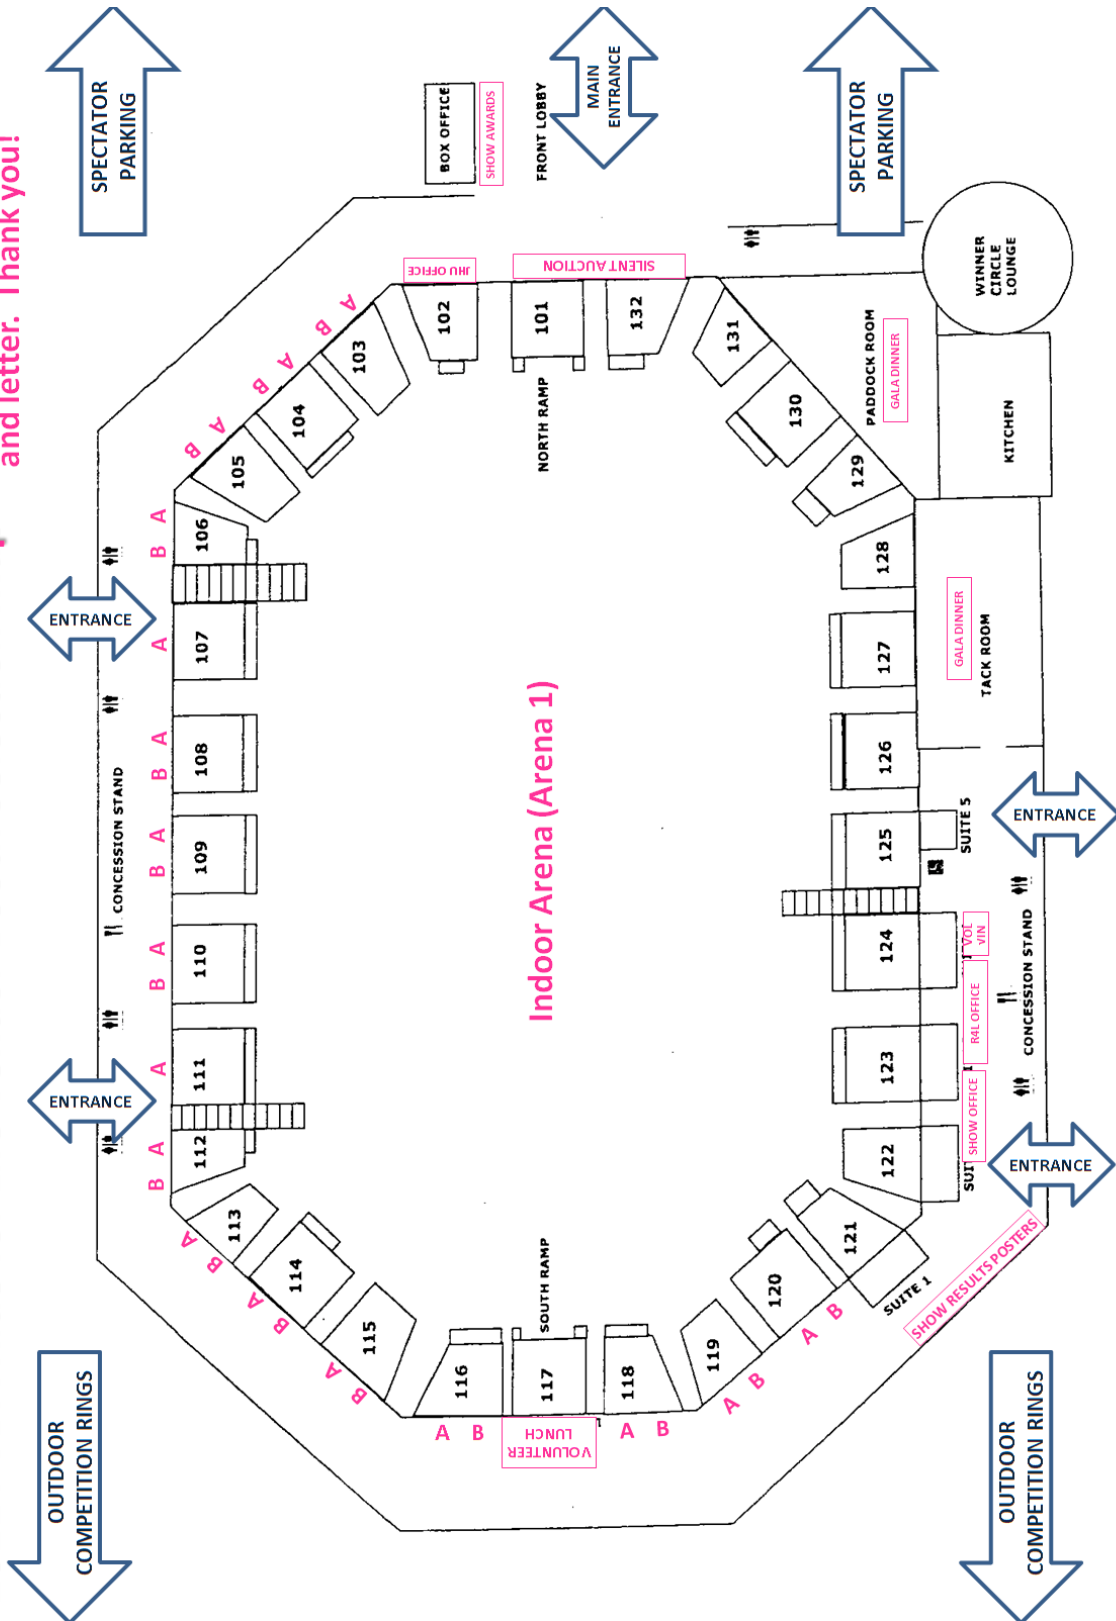 and letter. Thank you!
SPECTATOR
PARKING
MAIN
ENTRANCE
SPECTATOR
PARKING
BOX OFFICE
SHOW AWARDS
FRONT LOBBY
WINNER
CIRCLE
LOUNGE
JHU OFFICE
SILENT AUCTION
102
101
132
A
B
103
131
A
B
104
NORTH RAMP
130
PADDOCK ROOM
GALA DINNER
KITCHEN
A
B
105
129
A
B
106
128
ENTRANCE
A
107
127
GALA DINNER
TACK ROOM
Indoor Arena (Arena 1)
A
B
108
126
CONCESSION STAND
A
B
109
125
SUITE 5
ENTRANCE
A
B
110
124
VOL
VIN
R4L OFFICE
CONCESSION STAND
ENTRANCE
A
111
123
SHOW OFFICE
A
B
112
122
SUI
ENTRANCE
A
B
113
121
SUITE 1
SHOW RESULTS POSTERS
A
B
114
SOUTH RAMP
120
A
B
A
B
115
119
A
B
116
117
118
A
B
VOLUNTEER
LUNCH
A
B
OUTDOOR
COMPETITION RINGS
OUTDOOR
COMPETITION RINGS